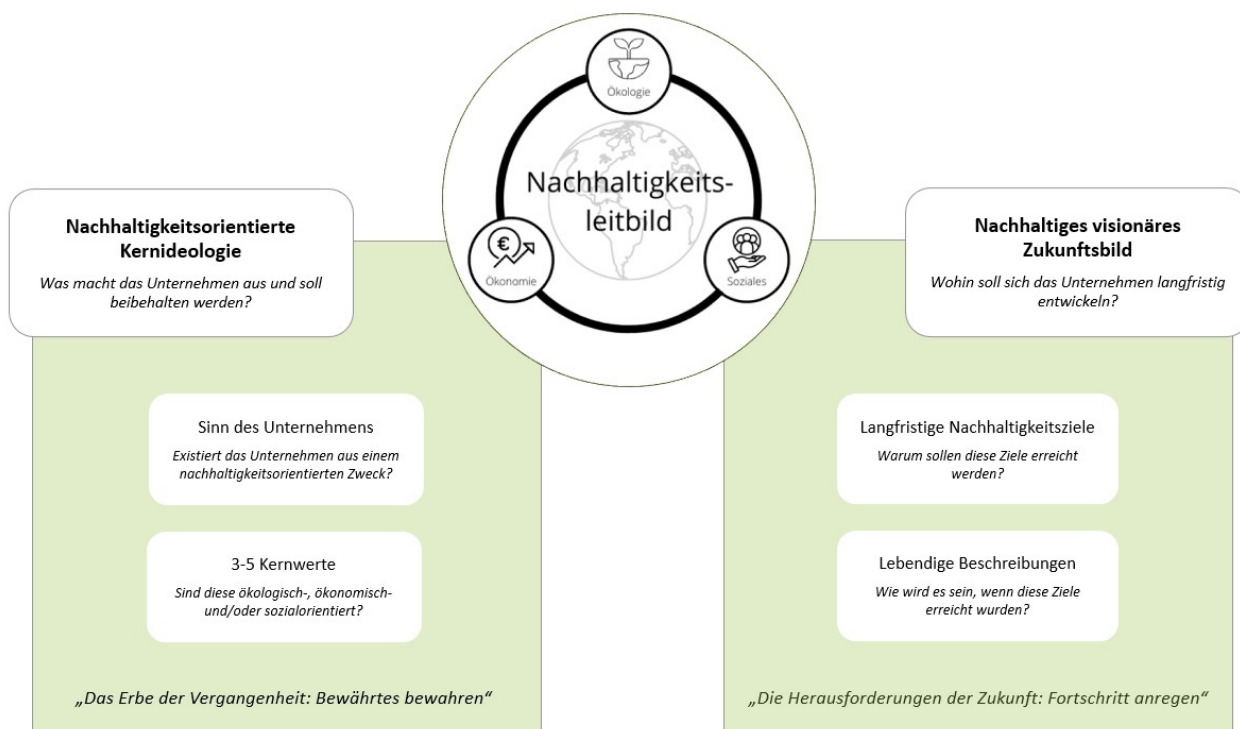 Ökologie
Nachhaltigkeits-
leitbild
Ökonomie
Soziales
Nachhaltigkeitsorientierte
Kernideologie
Was macht das Unternehmen aus und soll
beibehalten werden?
Sinn des Unternehmens
Existiert das Unternehmen aus einem
nachhaltigkeitsorientierten Zweck?
3-5 Kernwerte
Sind diese ökologisch-, ökonomisch-
und/oder sozialorientiert?
„Das Erbe der Vergangenheit: Bewährtes bewahren“
Nachhaltiges visionäres
Zukunftsbild
Wohin soll sich das Unternehmen langfristig
entwickeln?
Langfristige Nachhaltigkeitsziele
Warum sollen diese Ziele erreicht
werden?
Lebendige Beschreibungen
Wie wird es sein, wenn diese Ziele
erreicht wurden?
„Die Herausforderungen der Zukunft: Fortschritt anregen“